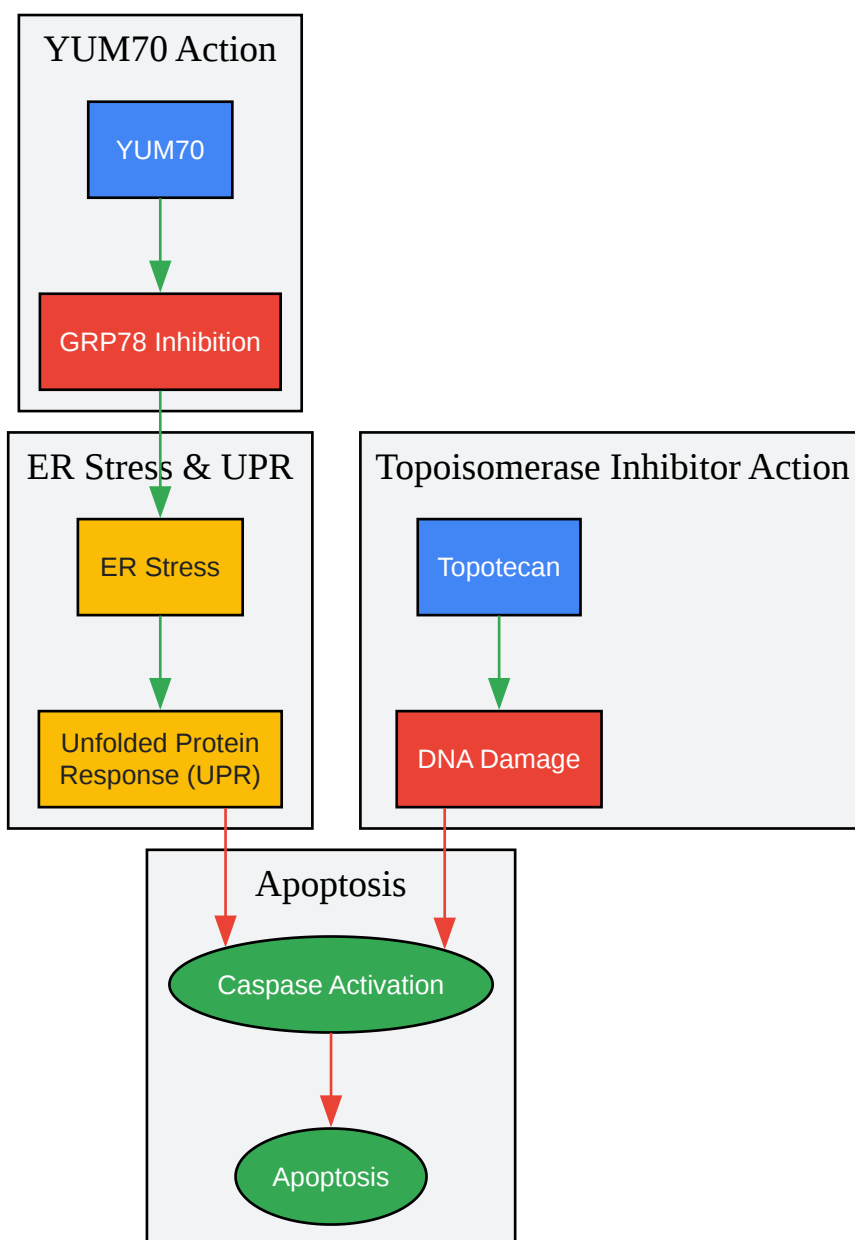 YUM70 Action
YUM70
GRP78 Inhibition
ER Stress & UPR
ER Stress
Unfolded Protein
Response (UPR)
Topoisomerase Inhibitor Action
Topotecan
DNA Damage
Apoptosis
Caspase Activation
Apoptosis